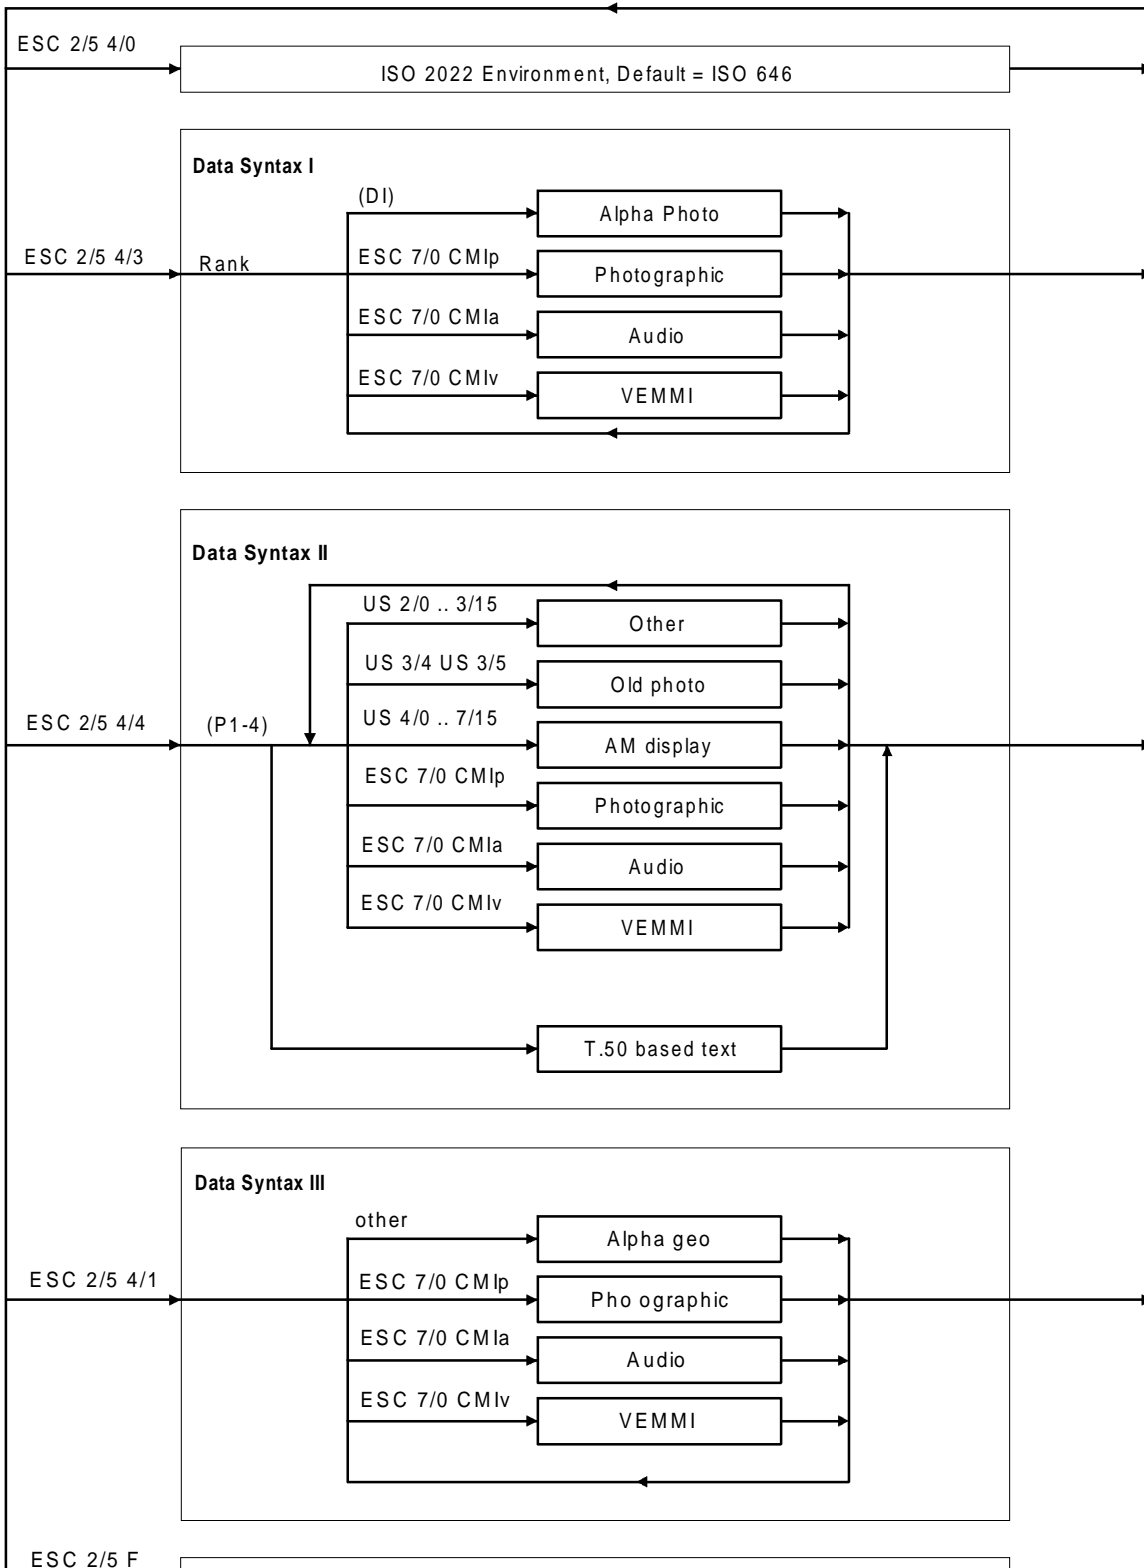 ESC 2/5 4/0
ISO 2022 Environment, Default = ISO 646
Data Syntax I
(DI)
Alpha Photo
ESC 2/5 4/3
Rank
ESC 7/0 CMIp
Photographic
ESC 7/0 CMIa
Audio
ESC 7/0 CMIv
VEMMI
Data Syntax II
US 2/0 .. 3/15
Other
US 3/4 US 3/5
Old photo
ESC 2/5 4/4
(P1-4)
US 4/0 .. 7/15
AM display
ESC 7/0 CMIp
Photographic
ESC 7/0 CMIa
Audio
ESC 7/0 CMIv
VEMMI
T.50 based text
Data Syntax III
other
Alpha geo
ESC 2/5 4/1
ESC 7/0 CMIp
Pho ographic
ESC 7/0 CMIa
Audio
ESC 7/0 CMIv
VEMMI
ESC 2/5 F